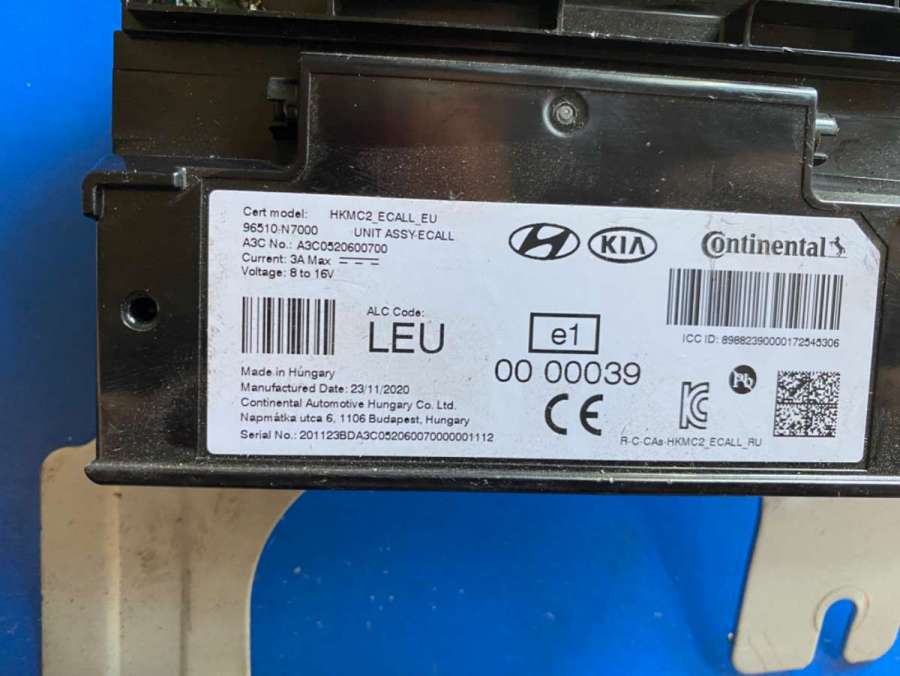 Cert model: HKMC2_ECALL_EU
96510-N7000 UNIT ASSY-ECALL
A3C No.: A3C0520600700
Current: 3A Max
Voltage: 8 to 16V
KIA
Continental
ICC ID: 89882390000172545306
ALC Code:
LEU
e1
00 00039
Made in Hungary
Manufactured Date: 23/11/2020
Continental Automotive Hungary Co. Ltd.
Napmátka utca 6, 1106 Budapest, Hungary
Serial No.: 201123BDA3C0520600700​00001112
CE
Pb
R-C-CAs-HKMC2_ECALL_RU